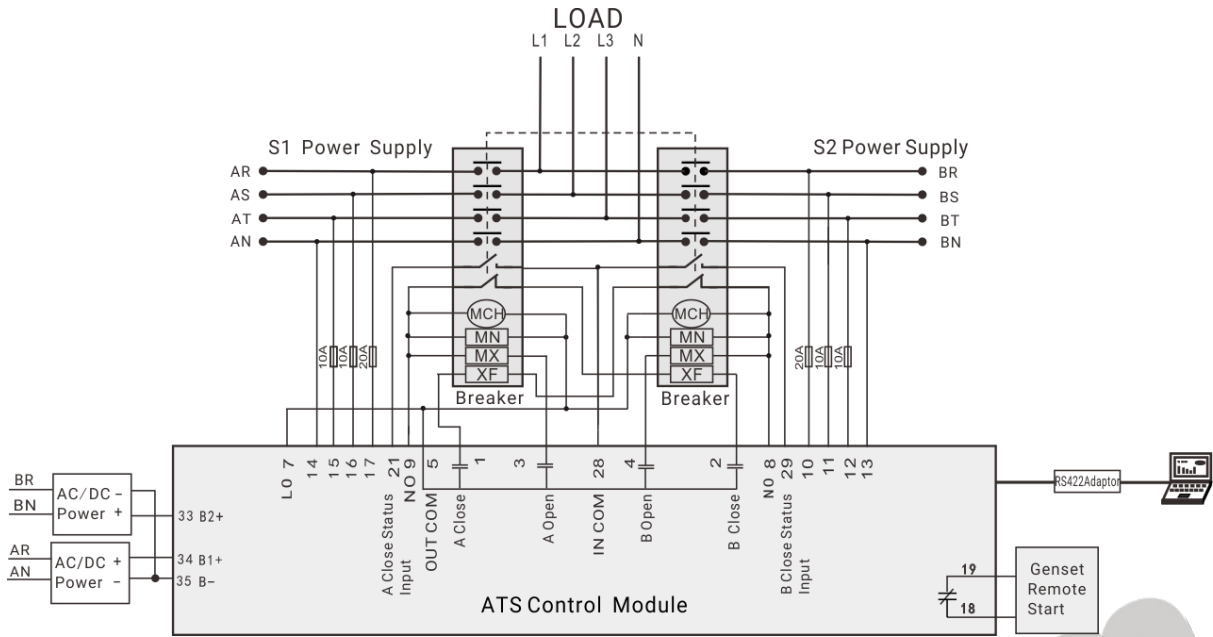 LOAD
L1 L2 L3 N
S1 Power Supply
S2 Power Supply
AR
AS
AT
AN
BR
BS
BT
BN
MCH
MN
MX
XF
Breaker
MCH
MN
MX
XF
Breaker
10A 10A 20A
20A 10A 10A
L0 7
14
15
16
17
21
A Close Status
Input
N0 9
5
OUT COM
1
A Close
3
A Open
28
IN COM
4
B Open
2
B Close
N0 8
29
B Close Status
Input
10
11
12
13
BR
BN
AC/DC -
Power +
33 B2+
AR
AN
AC/DC +
Power -
34 B1+
35 B-
ATS Control Module
RS422Adaptor
19
18
Genset
Remote
Start